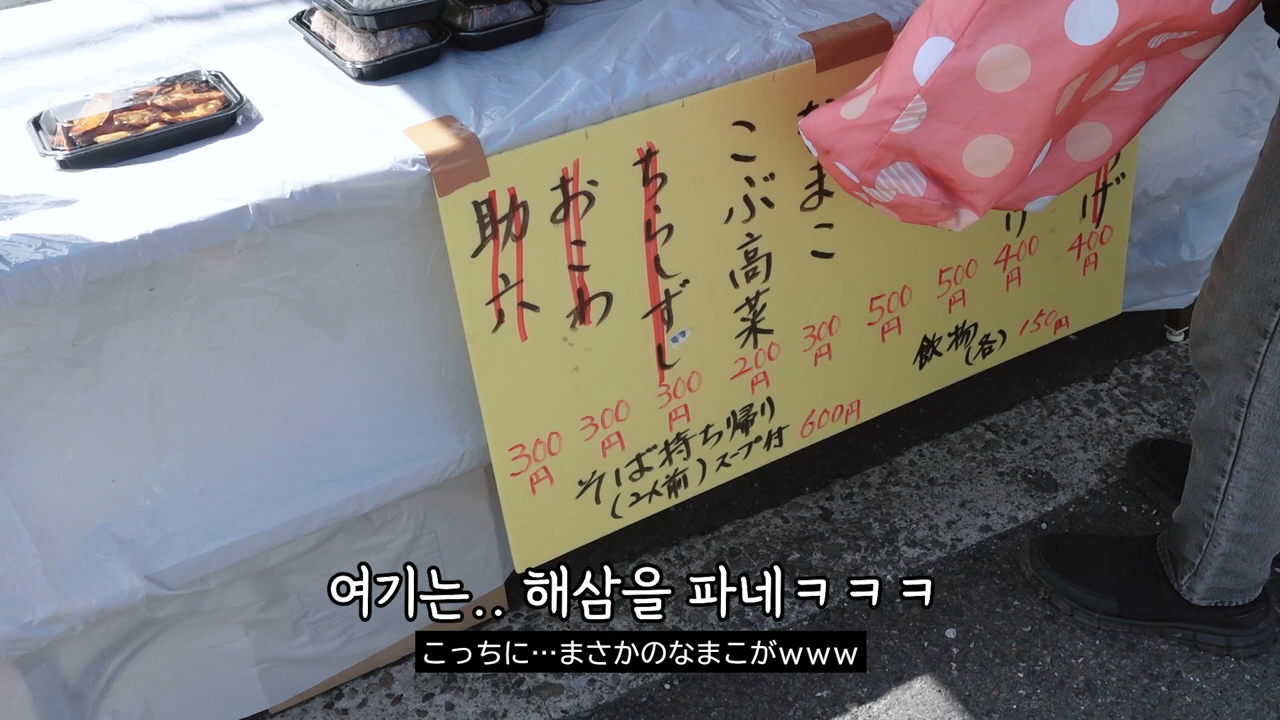 まこ
300円
こぶ高菜
200円
ちらしずし
300円
おこわ
300円
助六
300円
500円
500円
400円
400円
飲物(各) 150円
そば持ち帰り
(2人前)スープ付 600円
여기는.. 해삼을 파네ㅋㅋㅋ
こっちに…まさかのなまこがwww